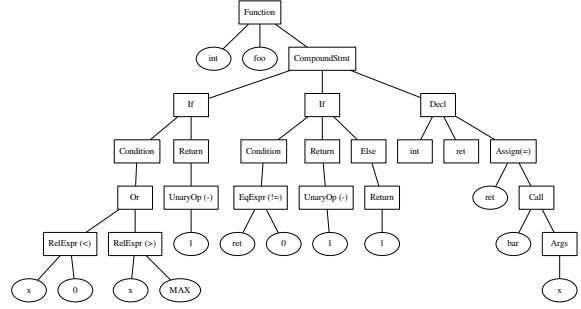 Function
int foo CompoundStmt
If If Decl
Condition Return Condition Return Else int ret Assign(=)
Or UnaryOp (-) EqExpr (!=) UnaryOp (-) Return ret Call
RelExpr (<) RelExpr (>) 1 ret 0 1 1 bar Args
x 0 x MAX x